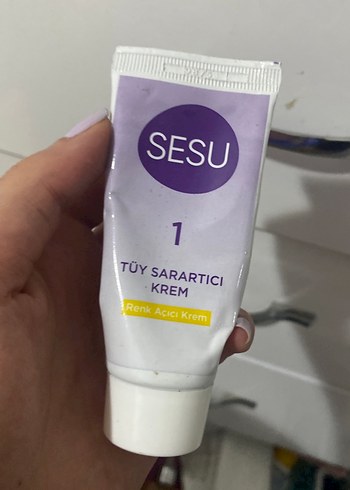 SESU
1
TÜY SARARTICI
KREM
Renk Açıcı Krem